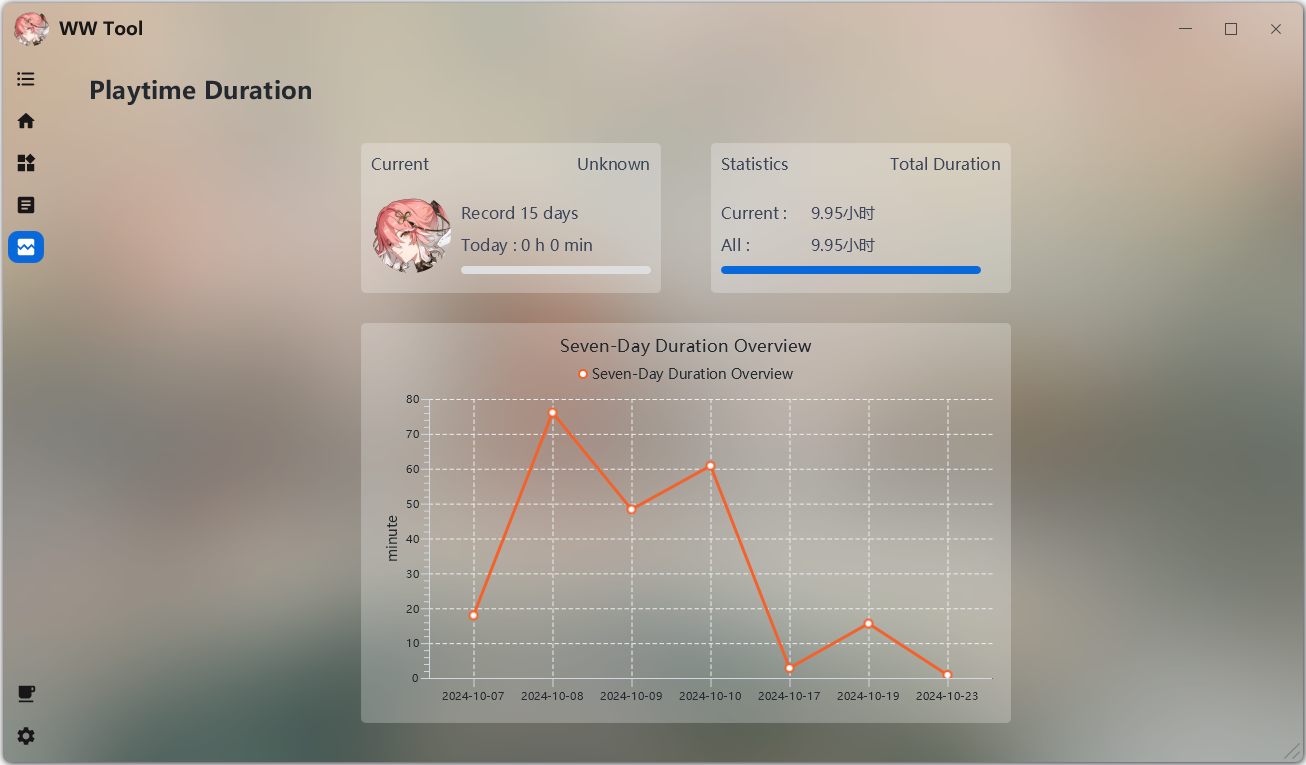 WW Tool
Playtime Duration
Current Unknown
Record 15 days
Today : 0 h 0 min
Statistics Total Duration
Current : 9.95小时
All : 9.95小时
Seven-Day Duration Overview
Seven-Day Duration Overview
80
70
60
50
40
30
20
10
0
minute
2024-10-07 2024-10-08 2024-10-09 2024-10-10 2024-10-17 2024-10-19 2024-10-23